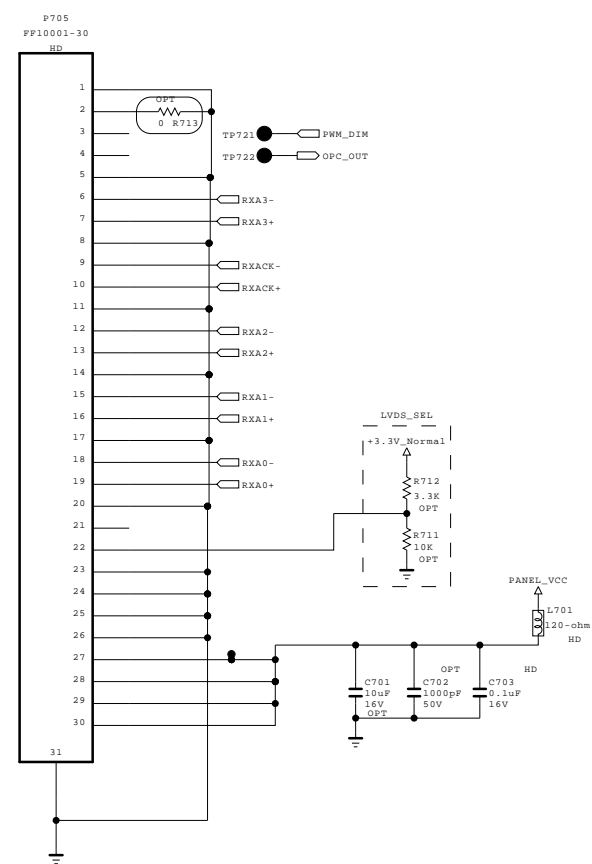 P705
FF10001-30
HD
1
OPT
2
0 R713
3
TP721 PWM_DIM
4
TP722 OPC_OUT
5
6 RXA3-
7 RXA3+
8
9 RXACK-
10 RXACK+
11
12 RXA2-
13 RXA2+
14
15 RXA1-
16 RXA1+
17
18 RXA0-
19 RXA0+
20
21
22
23
24
25
26
27
28
29
30
31
LVDS_SEL
+3.3V_Normal
R712
3.3K
OPT
R711
10K
OPT
PANEL_VCC
L701
120-ohm
HD
OPT HD
C701 C702 C703
10uF 1000pF 0.1uF
16V 50V 16V
OPT